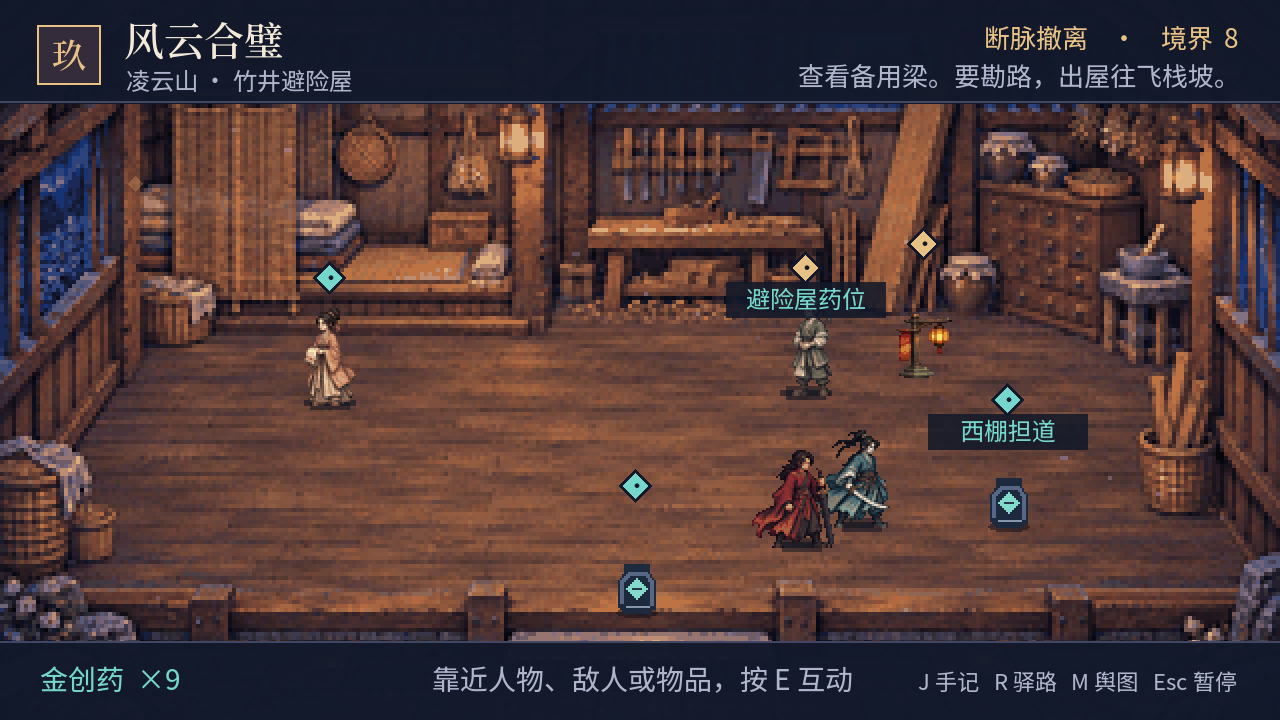 玖
风云合璧
凌云山 · 竹井避险屋
断脉撤离 · 境界 8
查看备用梁。要勘路，出屋往飞栈坡。
避险屋药位
西棚担道
金创药 ×9
靠近人物、敌人或物品，按 E 互动
J 手记 R 驿路 M 舆图 Esc 暂停